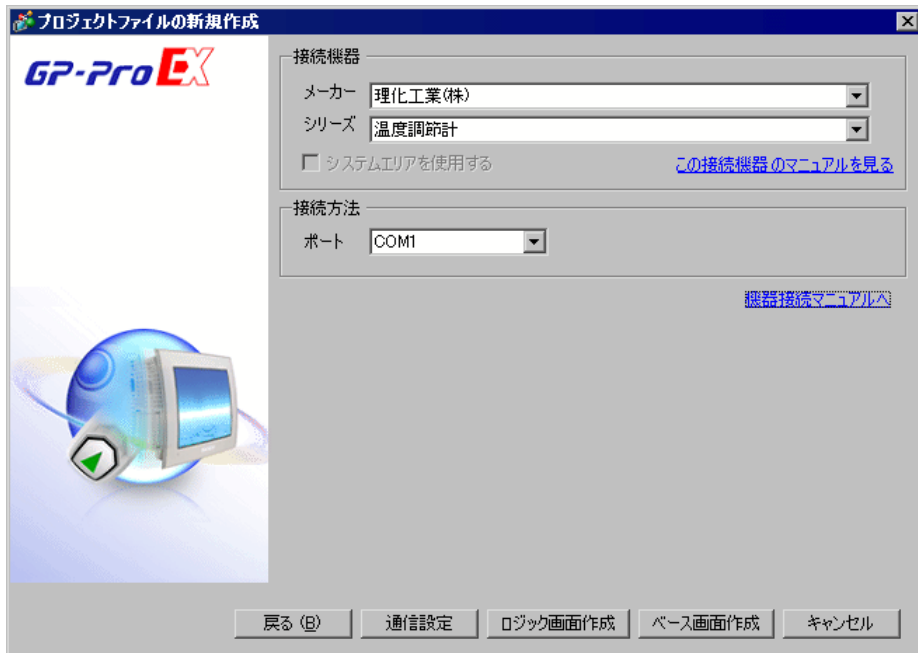 プロジェクトファイルの新規作成
GP-Pro EX
接続機器
メーカー 理化工業(株)
シリーズ 温度調節計
システムエリアを使用する この接続機器のマニュアルを見る
接続方法
ポート COM1
機器接続マニュアルへ
戻る (B) 通信設定 ロジック画面作成 ベース画面作成 キャンセル